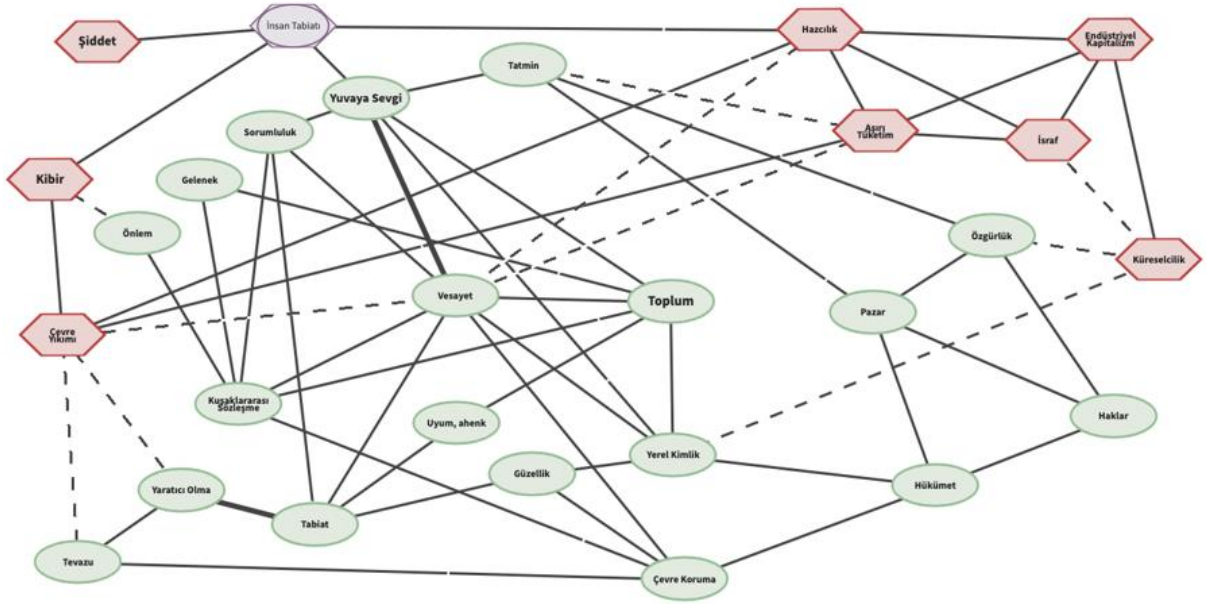 İnsan Tabiatı
Hazcılık
Şiddet
Endüstriyel
Kapitalizm
Tatmin
Yuvaya Sevgi
Sorumluluk
Aşırı
Tüketim
İsraf
Kibir
Gelenek
Önlem
Özgürlük
Küreselcilik
Vesayet
Toplum
Pazar
Çevre
Yıkımı
Kuşaklararası
Sözleşme
Uyum, ahenk
Haklar
Yerel Kimlik
Güzellik
Hükümet
Yaratıcı Olma
Tabiat
Tevazu
Çevre Koruma